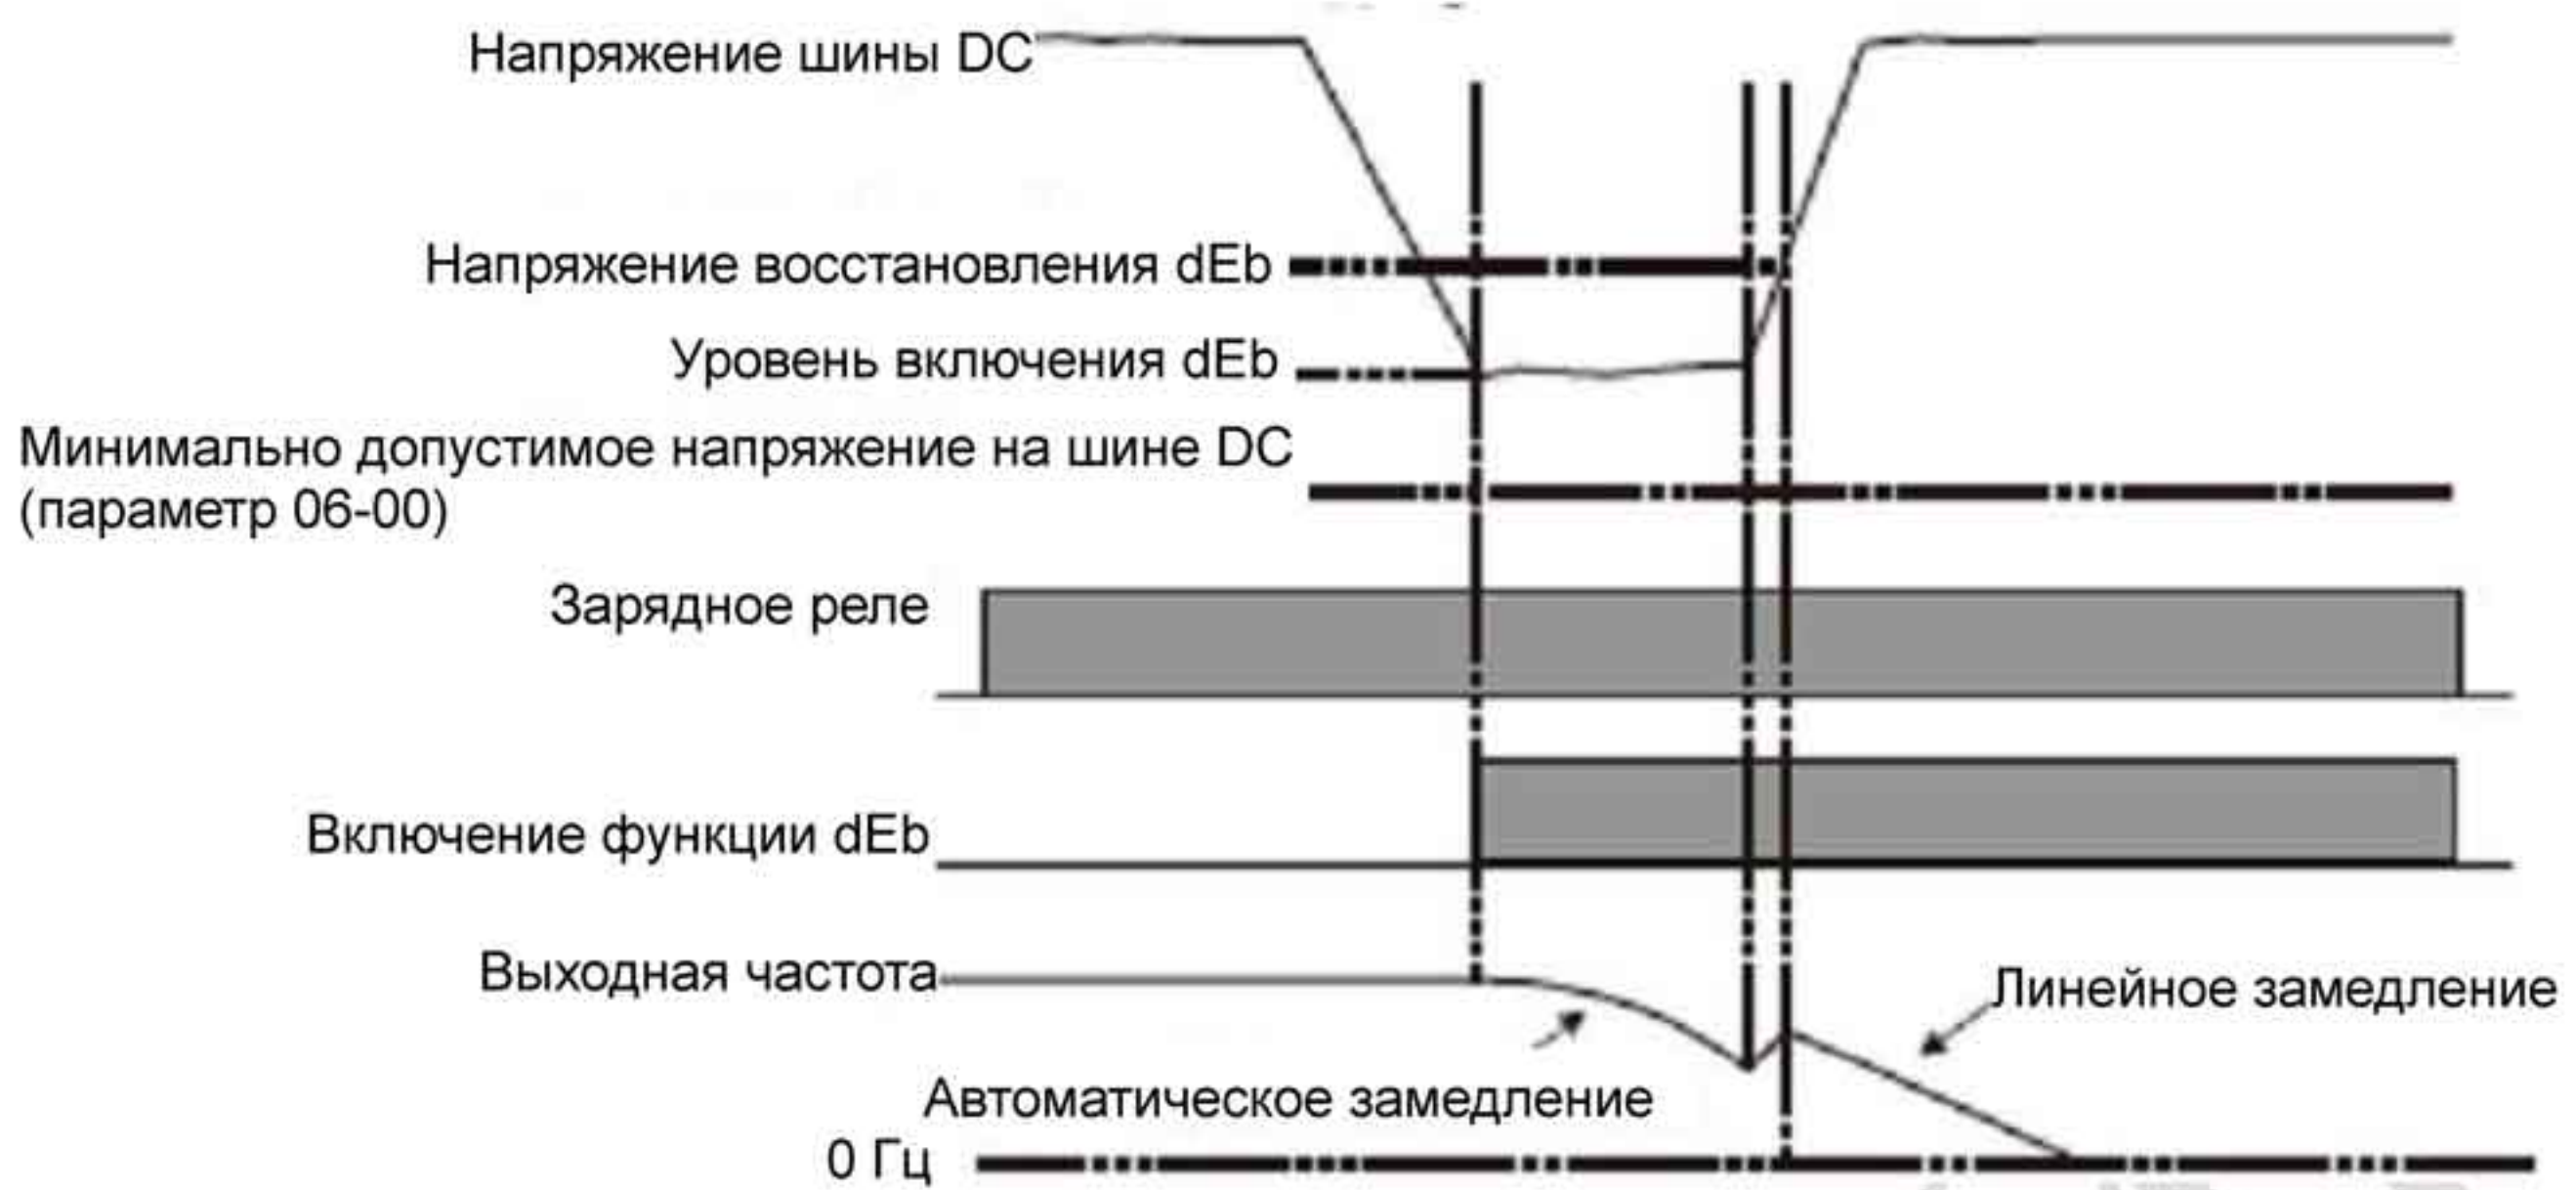 Напряжение шины DC
Напряжение восстановления dEb
Уровень включения dEb
Минимально допустимое напряжение на шине DC
(параметр 06-00)
Зарядное реле
Включение функции dEb
Выходная частота
Линейное замедление
Автоматическое замедление
0 Гц